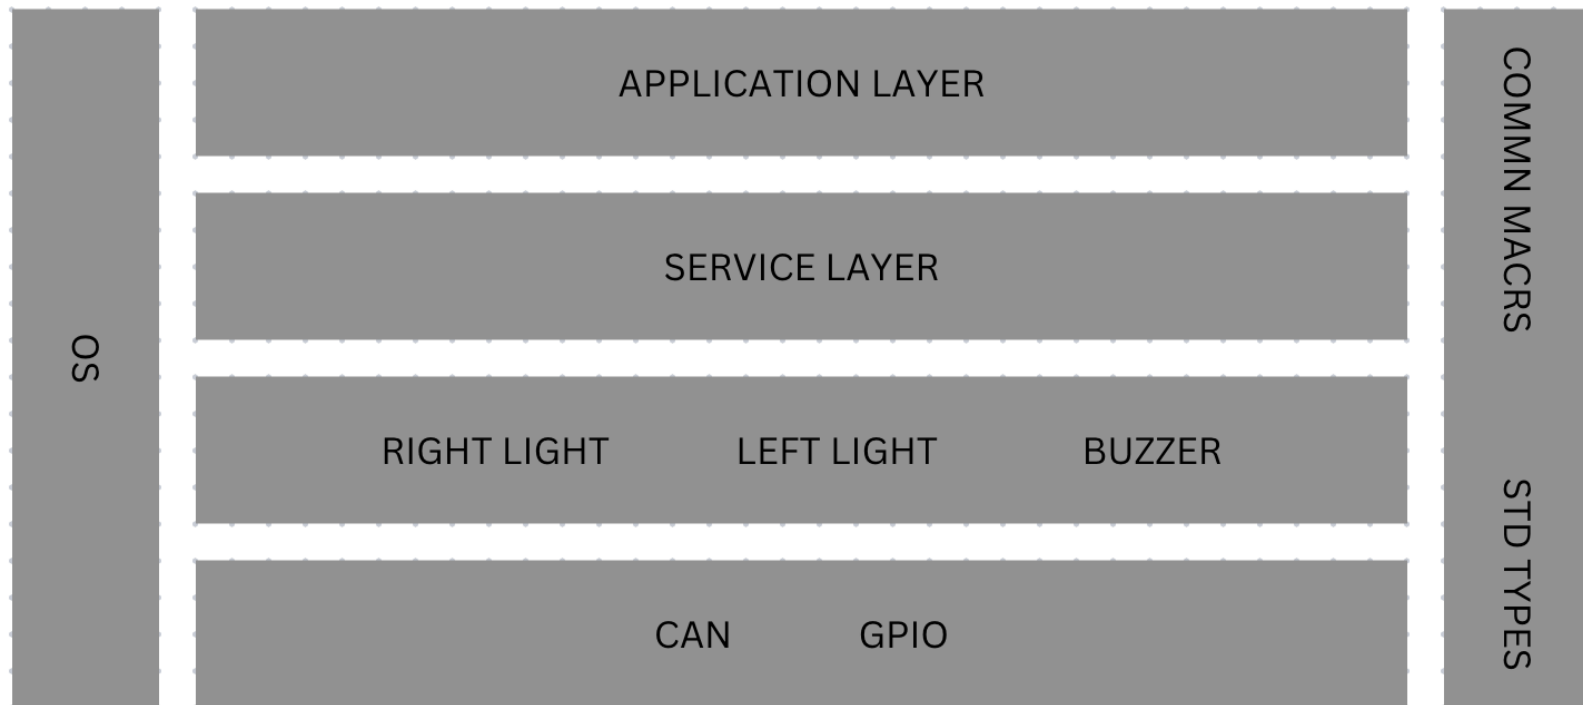 OS
APPLICATION LAYER
SERVICE LAYER
RIGHT LIGHT LEFT LIGHT BUZZER
CAN GPIO
COMMN MACRS STD TYPES